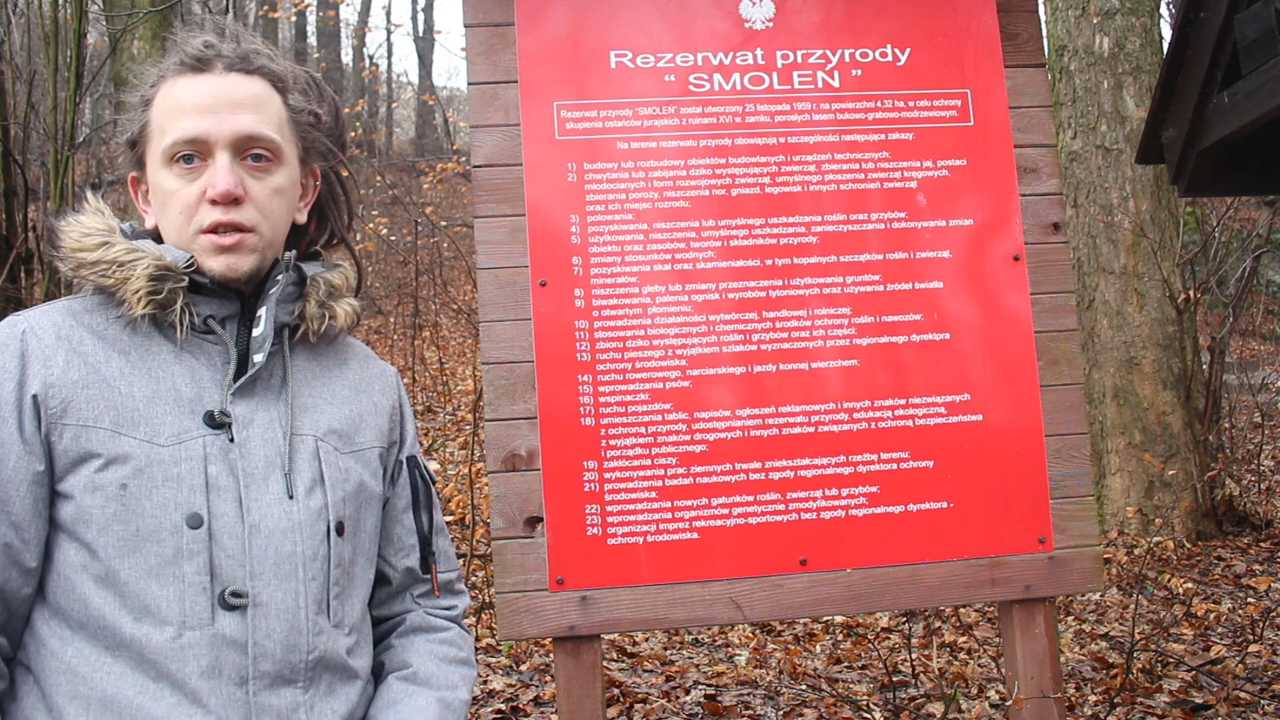 Rezerwat przyrody
“ SMOLEŃ ”
Rezerwat przyrody “SMOLEŃ” został utworzony 25 listopada 1959 r. na powierzchni 4,32 ha, w celu ochrony
skupienia ostańców jurajskich z ruinami XVI w. zamku, porosłych lasem bukowo-grabowo-modrzewiowym.
Na terenie rezerwatu przyrody obowiązują w szczególności następujące zakazy:
1) budowy lub rozbudowy obiektów budowlanych i urządzeń technicznych;
2) chwytania lub zabijania dziko występujących zwierząt, zbierania lub niszczenia jaj, postaci
młodocianych i form rozwojowych zwierząt, umyślnego płoszenia zwierząt kręgowych,
zbierania poroży, niszczenia nor, gniazd, legowisk i innych schronień zwierząt
oraz ich miejsc rozrodu;
3) polowania;
4) pozyskiwania, niszczenia lub umyślnego uszkadzania roślin oraz grzybów;
5) użytkowania, niszczenia, umyślnego uszkadzania, zanieczyszczania i dokonywania zmian
obiektu oraz zasobów, tworów i składników przyrody;
6) zmiany stosunków wodnych;
7) pozyskiwania skał oraz skamieniałości, w tym kopalnych szczątków roślin i zwierząt,
minerałów;
8) niszczenia gleby lub zmiany przeznaczenia i użytkowania gruntów;
9) biwakowania, palenia ognisk i wyrobów tytoniowych oraz używania źródeł światła
o otwartym płomieniu;
10) prowadzenia działalności wytwórczej, handlowej i rolniczej;
11) stosowania biologicznych i chemicznych środków ochrony roślin i nawozów;
12) zbioru dziko występujących roślin i grzybów oraz ich części;
13) ruchu pieszego z wyjątkiem szlaków wyznaczonych przez regionalnego dyrektpra
ochrony środowiska;
14) ruchu rowerowego, narciarskiego i jazdy konnej wierzchem;
15) wprowadzania psów;
16) wspinaczki;
17) ruchu pojazdów;
18) umieszczania tablic, napisów, ogłoszeń reklamowych i innych znaków niezwiązanych
z ochroną przyrody, udostępnianiem rezerwatu przyrody, edukacją ekologiczną,
z wyjątkiem znaków drogowych i innych znaków związanych z ochroną bezpieczeństwa
i porządku publicznego;
19) zakłócania ciszy;
20) wykonywania prac ziemnych trwale zniekształcających rzeźbę terenu;
21) prowadzenia badań naukowych bez zgody regionalnego dyrektora ochrony
środowiska;
22) wprowadzania nowych gatunków roślin, zwierząt lub grzybów;
23) wprowadzania organizmów genetycznie zmodyfikowanych;
24) organizacji imprez rekreacyjno-sportowych bez zgody regionalnego dyrektora -
ochrony środowiska.